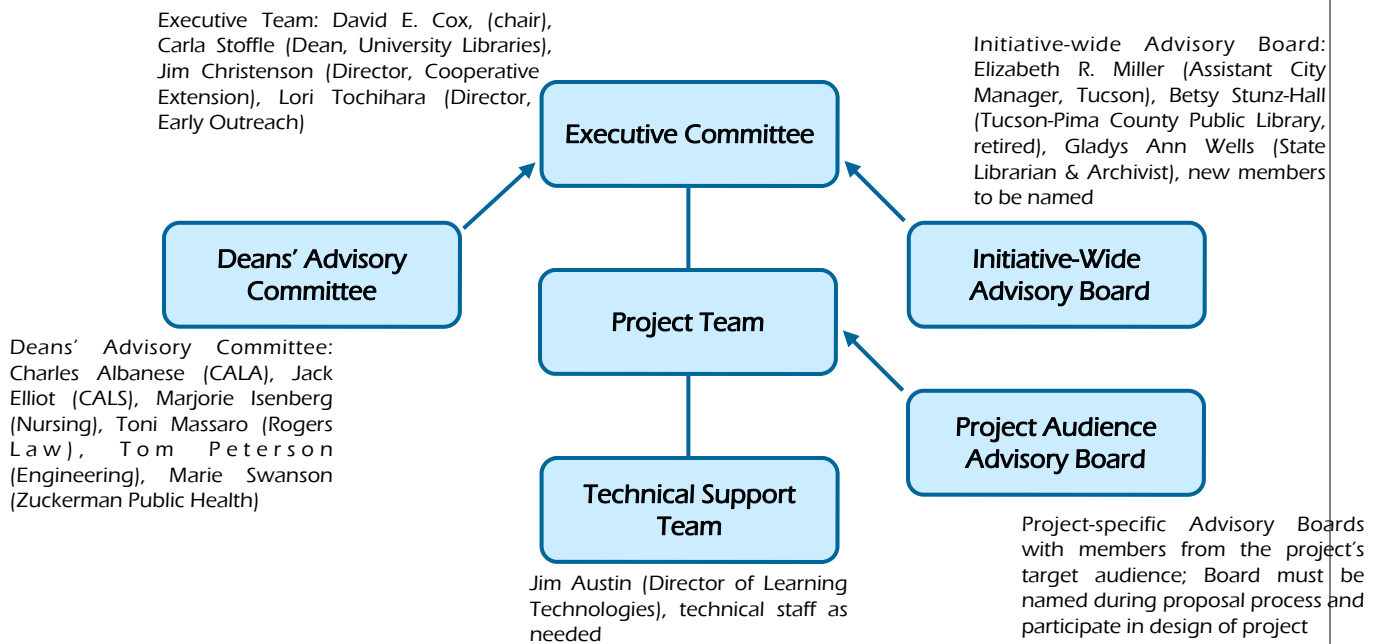 Executive Team: David E. Cox, (chair),
Carla Stoffle (Dean, University Libraries),
Jim Christenson (Director, Cooperative
Extension), Lori Tochihara (Director,
Early Outreach)
Executive Committee
Initiative-wide Advisory Board:
Elizabeth R. Miller (Assistant City
Manager, Tucson), Betsy Stunz-Hall
(Tucson-Pima County Public Library,
retired), Gladys Ann Wells (State
Librarian & Archivist), new members
to be named
Deans’ Advisory
Committee
Initiative-Wide
Advisory Board
Project Team
Deans’ Advisory Committee:
Charles Albanese (CALA), Jack
Elliot (CALS), Marjorie Isenberg
(Nursing), Toni Massaro (Rogers
Law), Tom Peterson
(Engineering), Marie Swanson
(Zuckerman Public Health)
Project Audience
Advisory Board
Technical Support
Team
Project-specific Advisory Boards
with members from the project’s
target audience; Board must be
named during proposal process and
participate in design of project
Jim Austin (Director of Learning
Technologies), technical staff as
needed